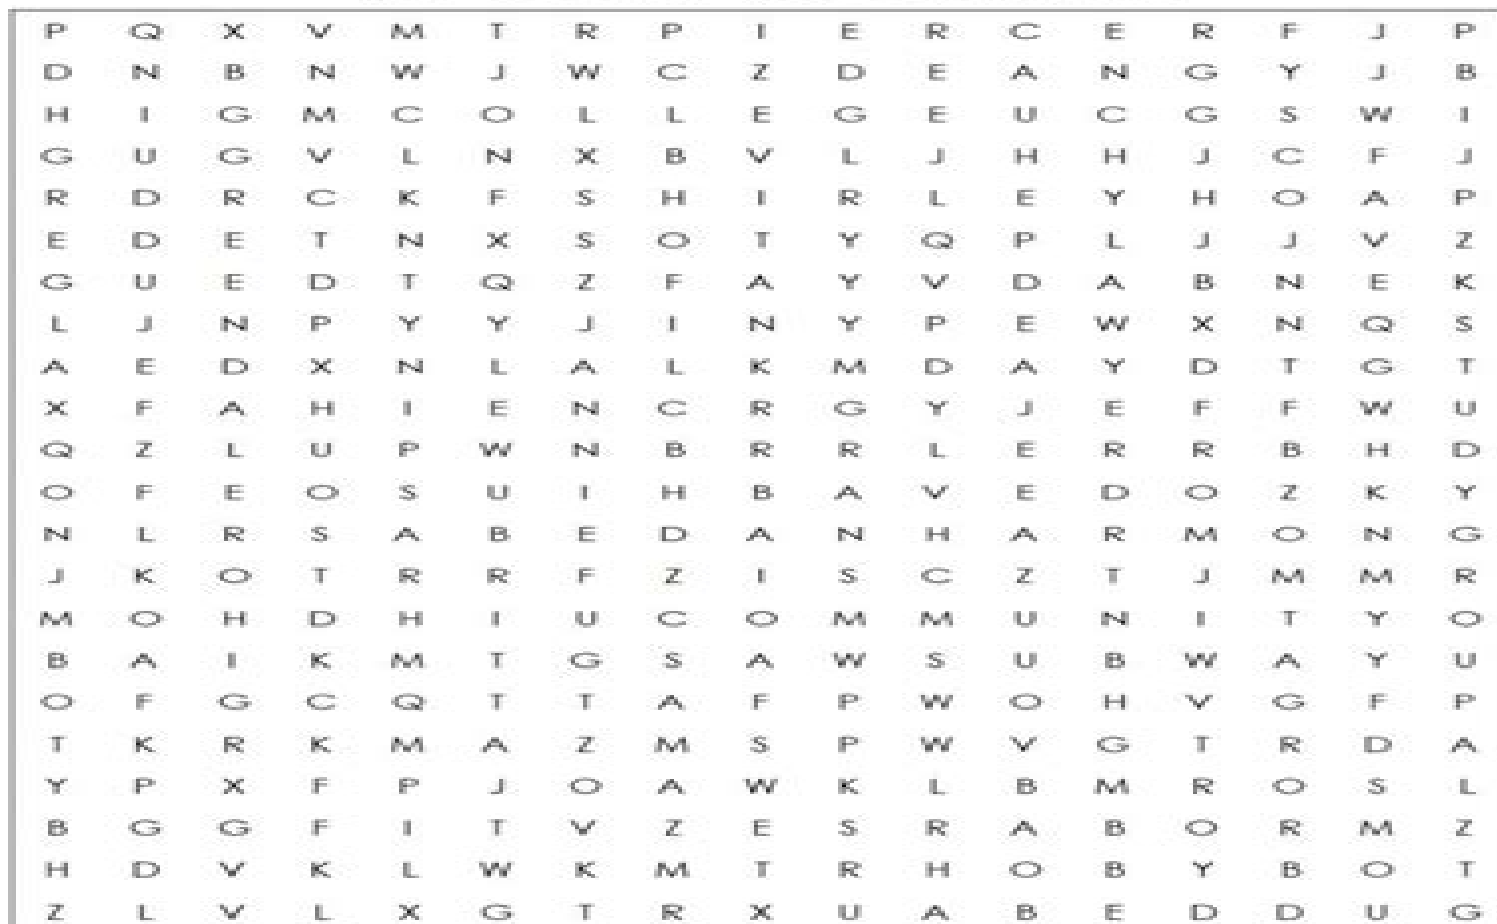 P Q X V M T R P I E R C E R F J P
D N B N W J W C Z D E A N G Y J B
H I G M C O L L E G E U C G S W I
G U G V L N X B V L J H H J C F J
R D R C K F S H I R L E Y H O A P
E D E T N X S O T Y Q P L J J V Z
G U E D T Q Z F A Y V D A B N E K
L J N P Y Y J I N Y P E W X N Q S
A E D X N L A L K M D A Y D T G T
X F A H I E N C R G Y J E F F W U
Q Z L U P W N B R R L E R R B H D
O F E O S U I H B A V E D O Z K Y
N L R S A B E D A N H A R M O N G
J K O T R R F Z I S C Z T J M M R
M O H D H I U C O M M U N I T Y O
B A I K M T G S A W S U B W A Y U
O F G C Q T T A F P W O H V G F P
T K R K M A Z M S P W V G T R D A
Y P X F P J O A W K L B M R O S L
B G G F I T V Z E S R A B O R M Z
H D V K L W K M T R H O B Y B O T
Z L V L X G T R X U A B E D D U G